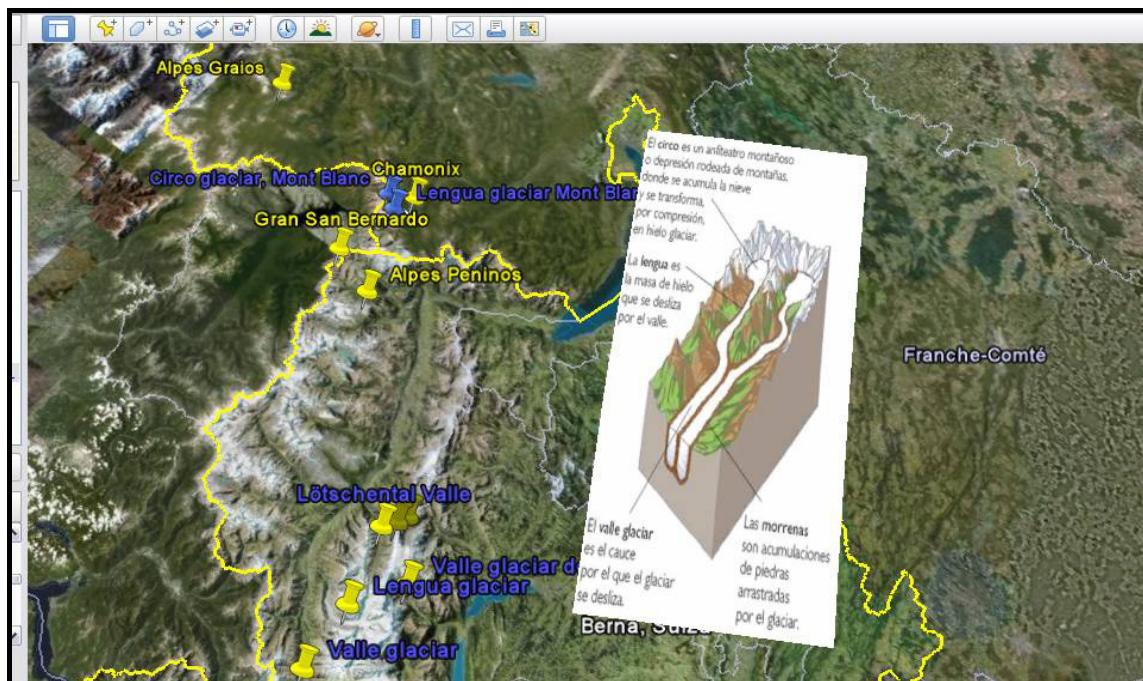 Alpes Graios
Circo glaciar, Mont Blanc
Chamonix
Lengua glaciar Mont Blan
Gran San Bernardo
Alpes Peninos
El circo es un anfiteatro montañoso
o depresión rodeada de montañas,
donde se acumula la nieve
y se transforma,
por compresión,
en hielo glaciar.
La lengua es
la masa de hielo
que se desliza
por el valle.
Franche-Comté
Lötschental Valle
Valle glaciar d
Lengua glaciar
El valle glaciar
es el cauce
por el que el glaciar
se desliza.
Las morrenas
son acumulaciones
de piedras
arrastradas
por el glaciar.
Berna, Suiza
Valle glaciar